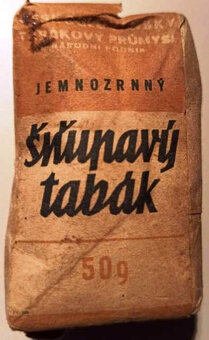 TABÁKOVÝ PRŮMYSL
NÁRODNÍ PODNIK
JEMNOZRNNÝ
šňupavý
tabák
50g